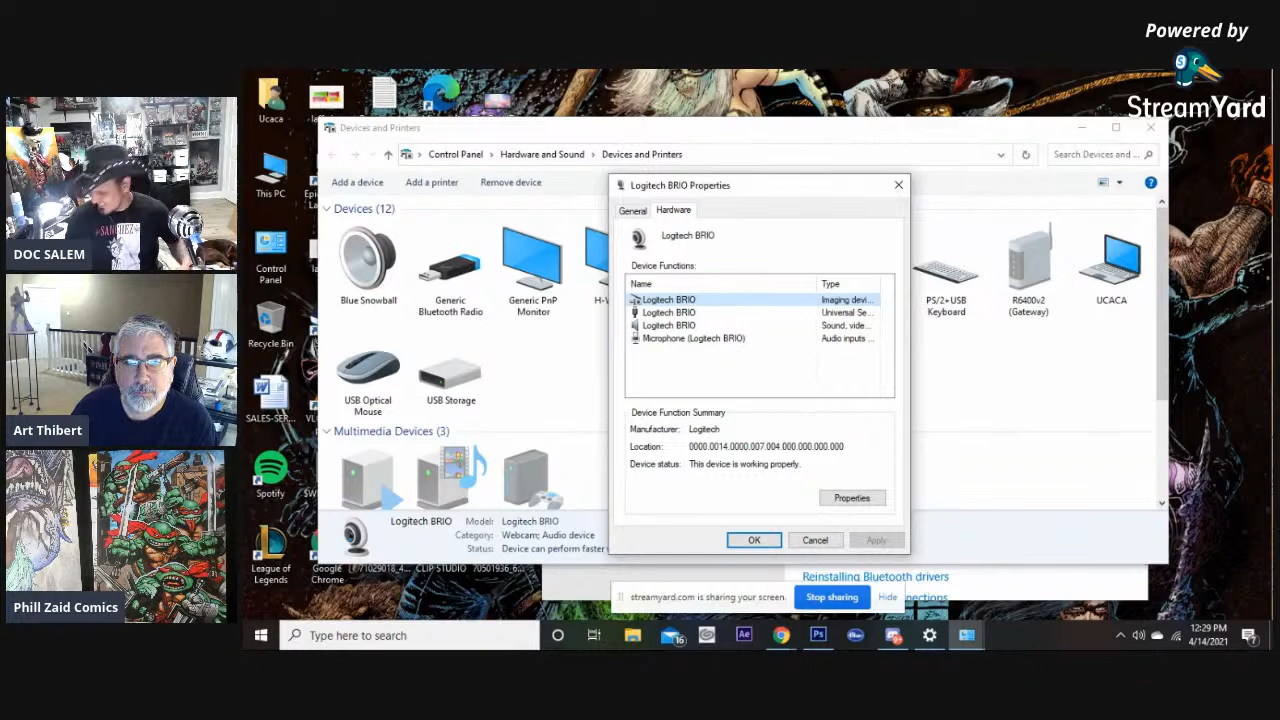 Powered by
StreamYard
DOC SALEM
Art Thibert
Phill Zaid Comics
Ucaca
This PC
Control
Panel
Recycle Bin
SALES-SER...
Spotify
League of
Legends
Google
Chrome
CLIP STUDIO
Devices and Printers
Control Panel > Hardware and Sound > Devices and Printers
Search Devices and ...
Add a device
Add a printer
Remove device
Devices (12)
Blue Snowball
Generic
Bluetooth Radio
Generic PnP
Monitor
PS/2+USB
Keyboard
R6400v2
(Gateway)
UCACA
USB Optical
Mouse
USB Storage
Multimedia Devices (3)
Logitech BRIO
Model: Logitech BRIO
Category: Webcam; Audio device
Status: Device can perform faster
Logitech BRIO Properties
General
Hardware
Logitech BRIO
Device Functions:
Name
Type
Logitech BRIO Imaging devi...
Logitech BRIO Universal Se...
Logitech BRIO Sound, vide...
Microphone (Logitech BRIO) Audio inputs ...
Device Function Summary
Manufacturer: Logitech
Location: 0000.0014.0000.007.004.000.000.000.000
Device status: This device is working properly.
Properties
OK
Cancel
Apply
Reinstalling Bluetooth drivers
streamyard.com is sharing your screen.
Stop sharing
Hide
Type here to search
Ae
Ps
16
12:29 PM
4/14/2021